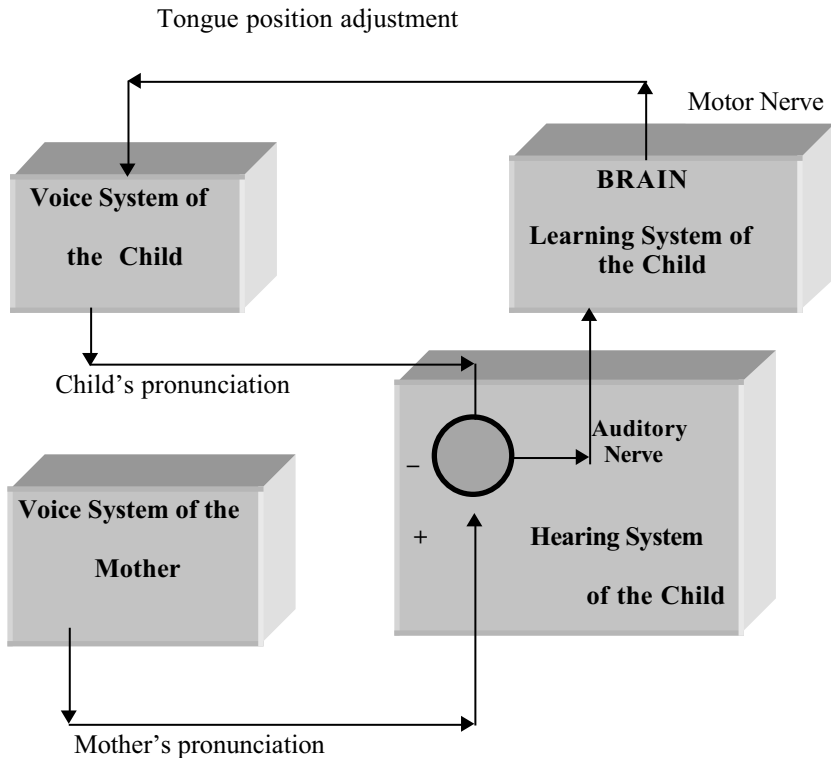 Tongue position adjustment
Motor Nerve
Voice System of
the Child
BRAIN
Learning System of
the Child
Child's pronunciation
Auditory
Nerve
−
+
Voice System of the
Mother
Hearing System
of the Child
Mother's pronunciation